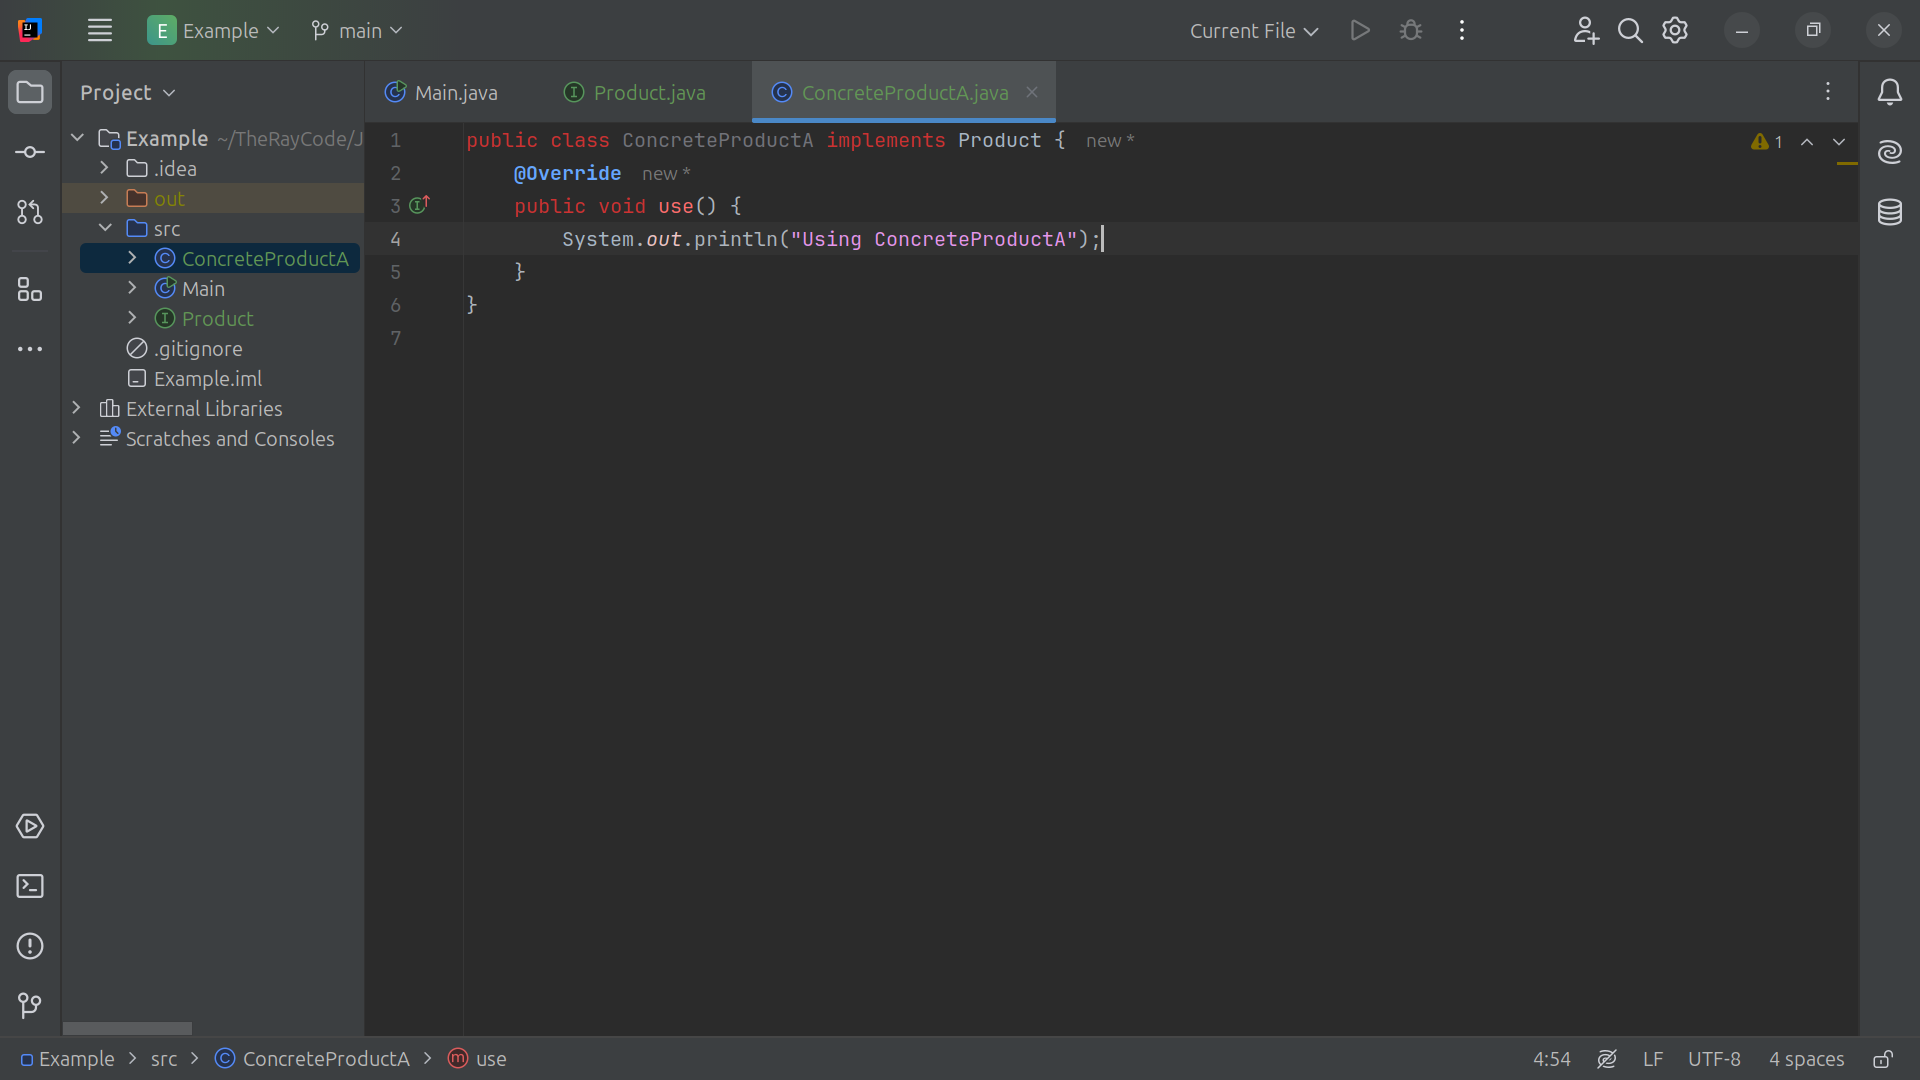 E Example main Current File
Project
Main.java Product.java ConcreteProductA.java
Example ~/TheRayCode/J
.idea
out
src
ConcreteProductA
Main
Product
.gitignore
Example.iml
External Libraries
Scratches and Consoles
1 public class ConcreteProductA implements Product { new *
2 @Override new *
3 public void use() {
4 System.out.println("Using ConcreteProductA");
5 }
6 }
7
1
Example > src > ConcreteProductA > use 4:54 LF UTF-8 4 spaces